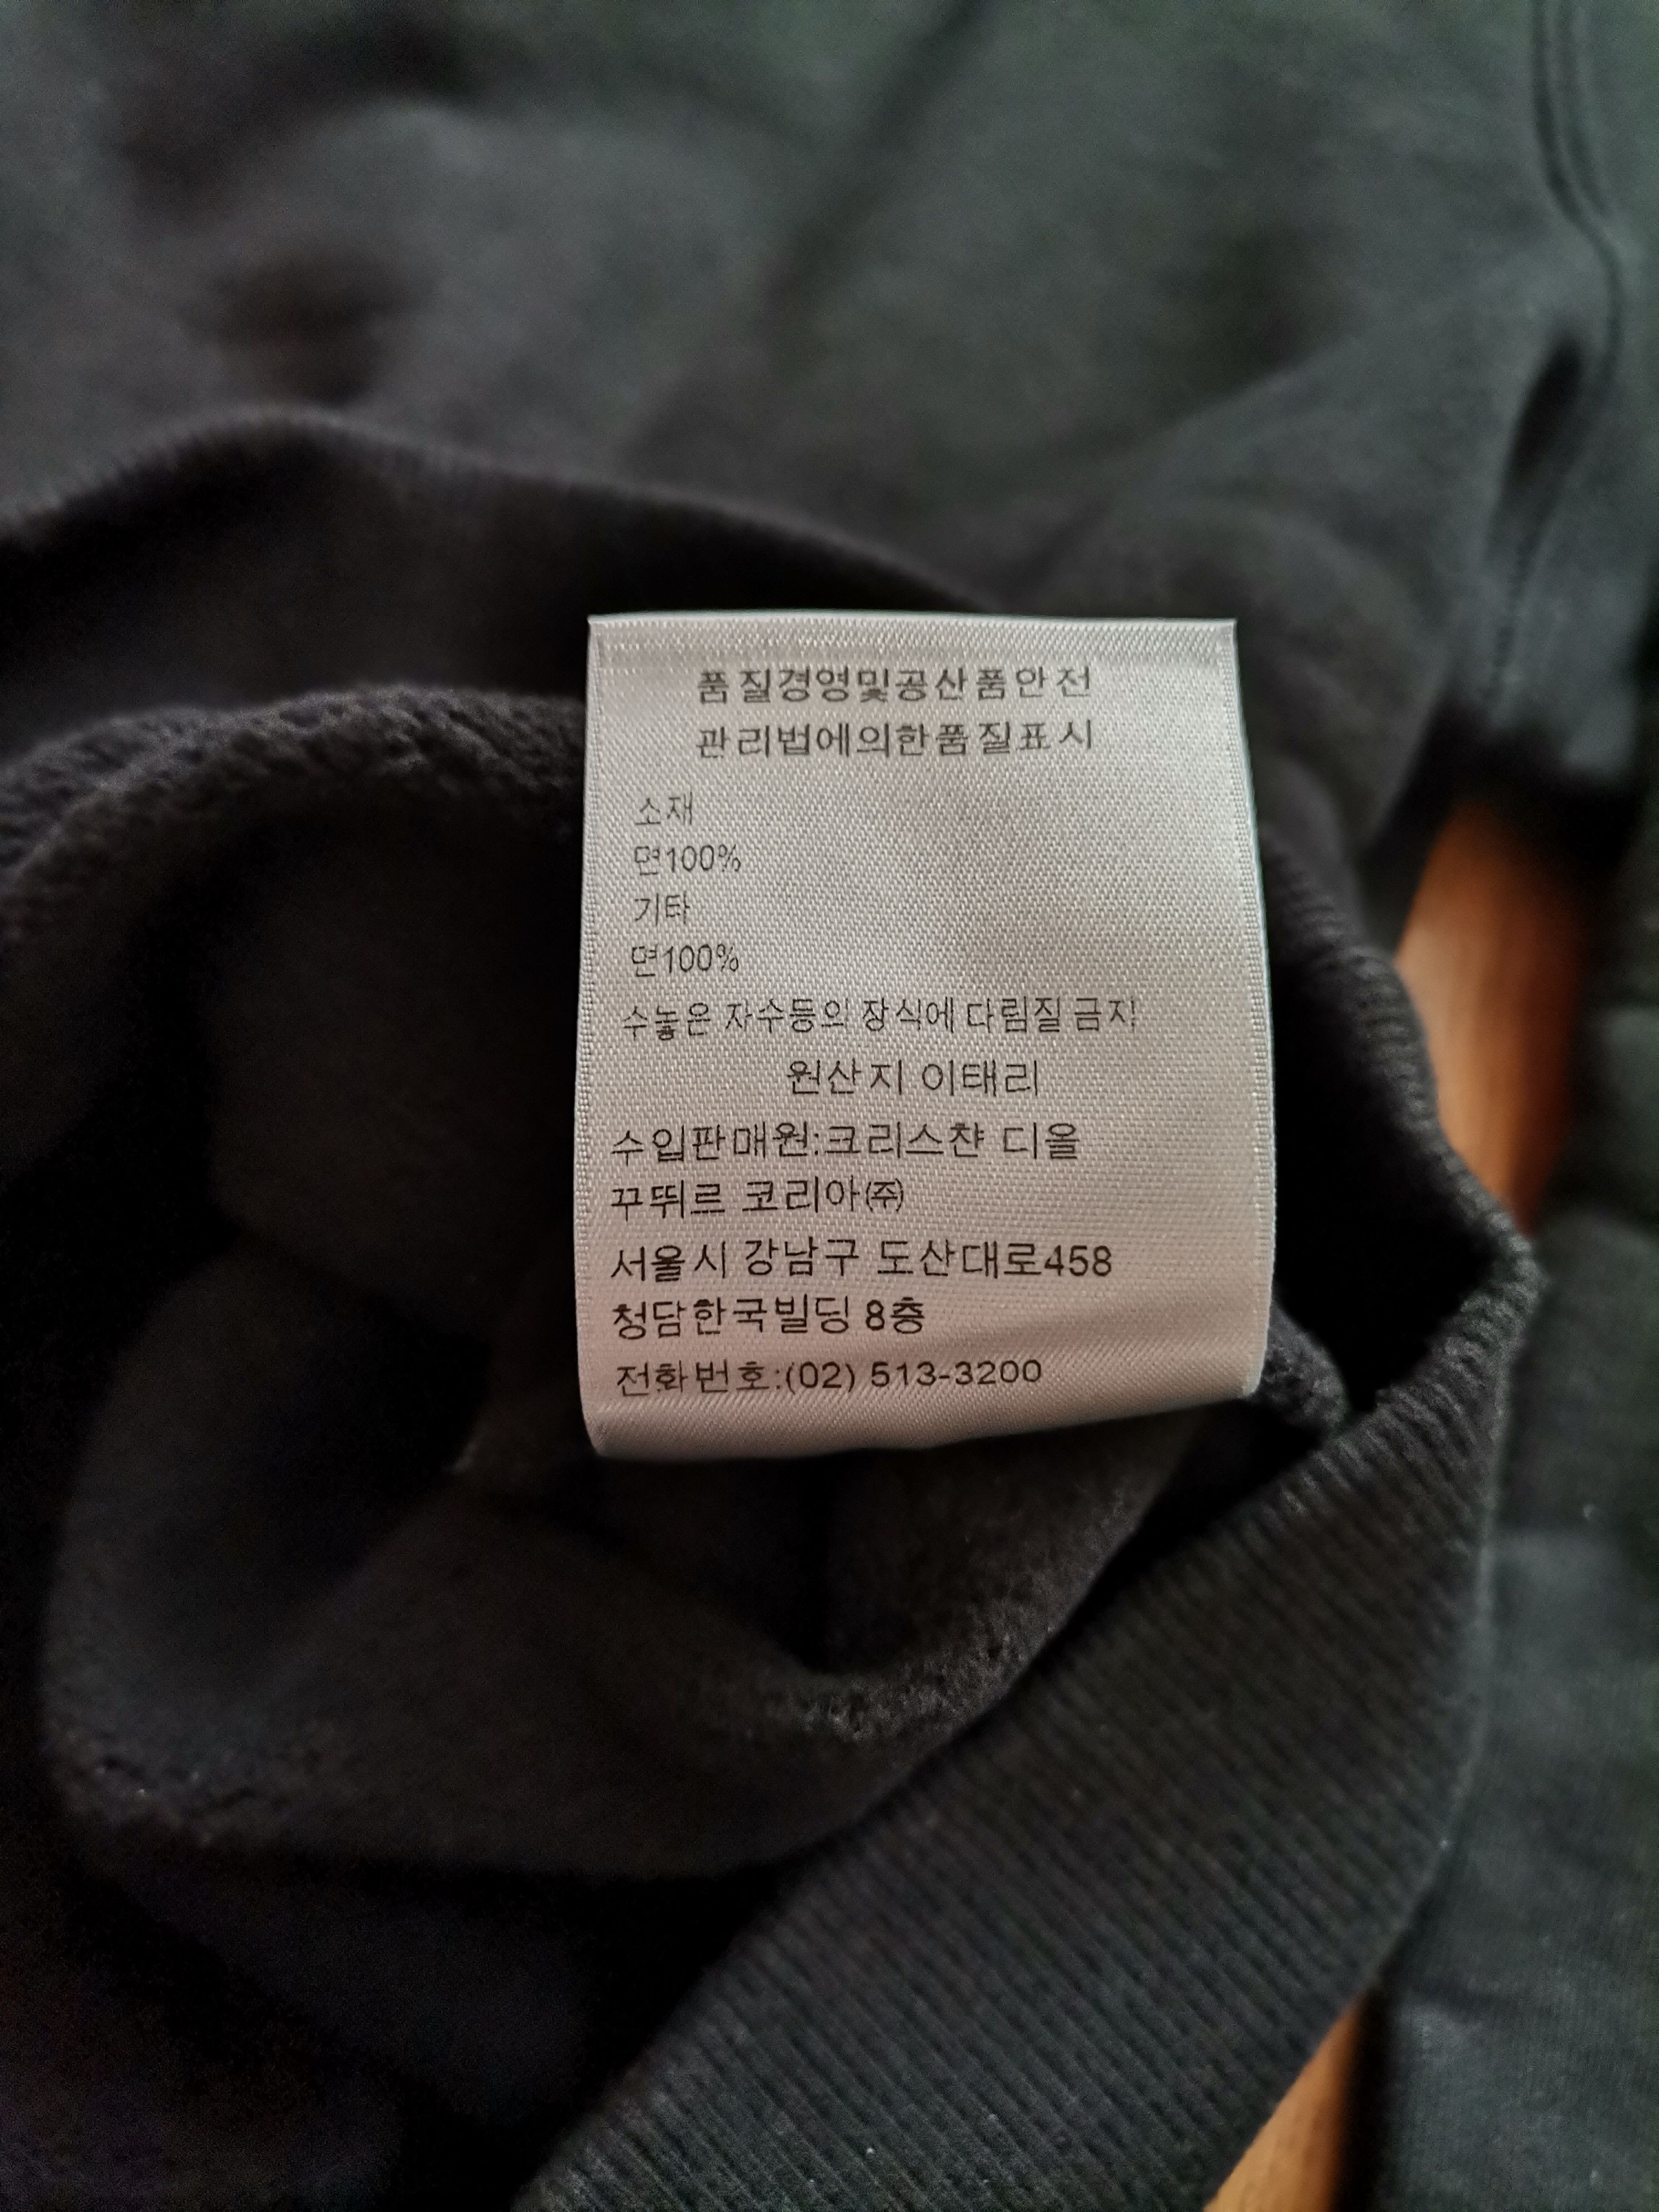 품질경영및공산품안전
관리법에의한품질표시
소재
면100%
기타
면100%
수놓은 자수등의 장식에 다림질 금지
원산지 이태리
수입판매원:크리스챤 디올
꾸뛰르 코리아㈜
서울시 강남구 도산대로458
청담한국빌딩 8층
전화번호:(02) 513-3200